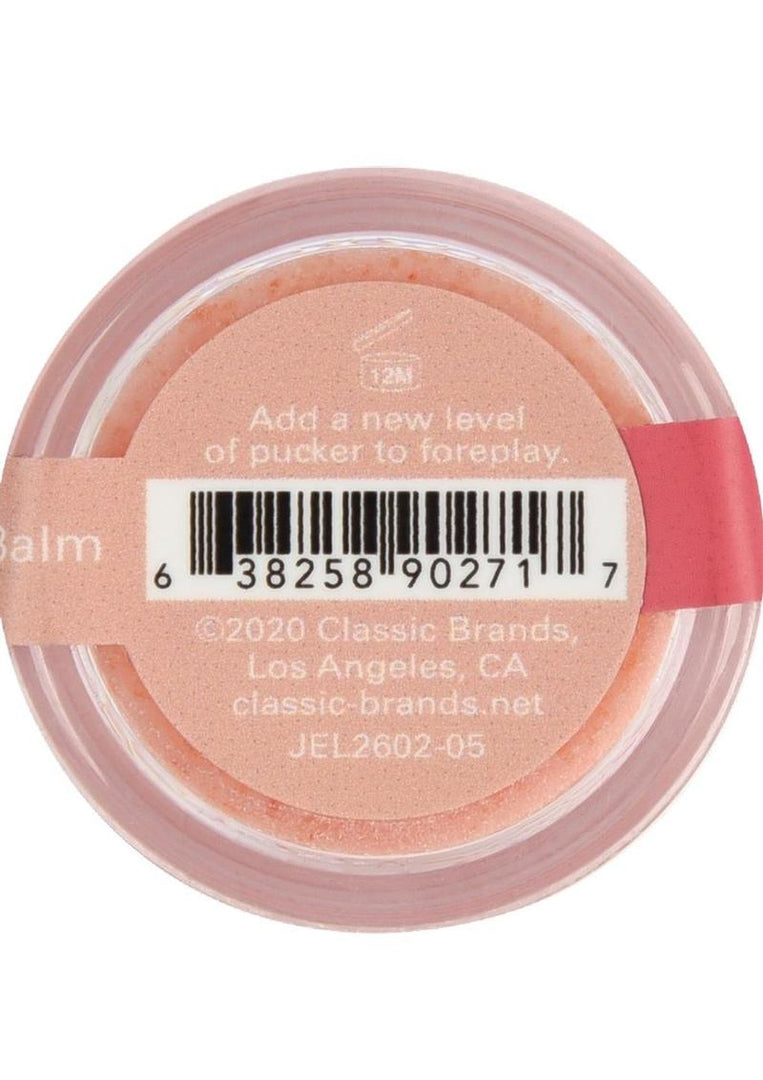 12M
Add a new level
of pucker to foreplay.
Balm
6 38258 90271 7
©2020 Classic Brands,
Los Angeles, CA
classic-brands.net
JEL2602-05